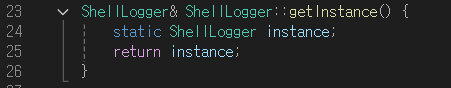 23 ShellLogger& ShellLogger::getInstance() {
24 static ShellLogger instance;
25 return instance;
26 }